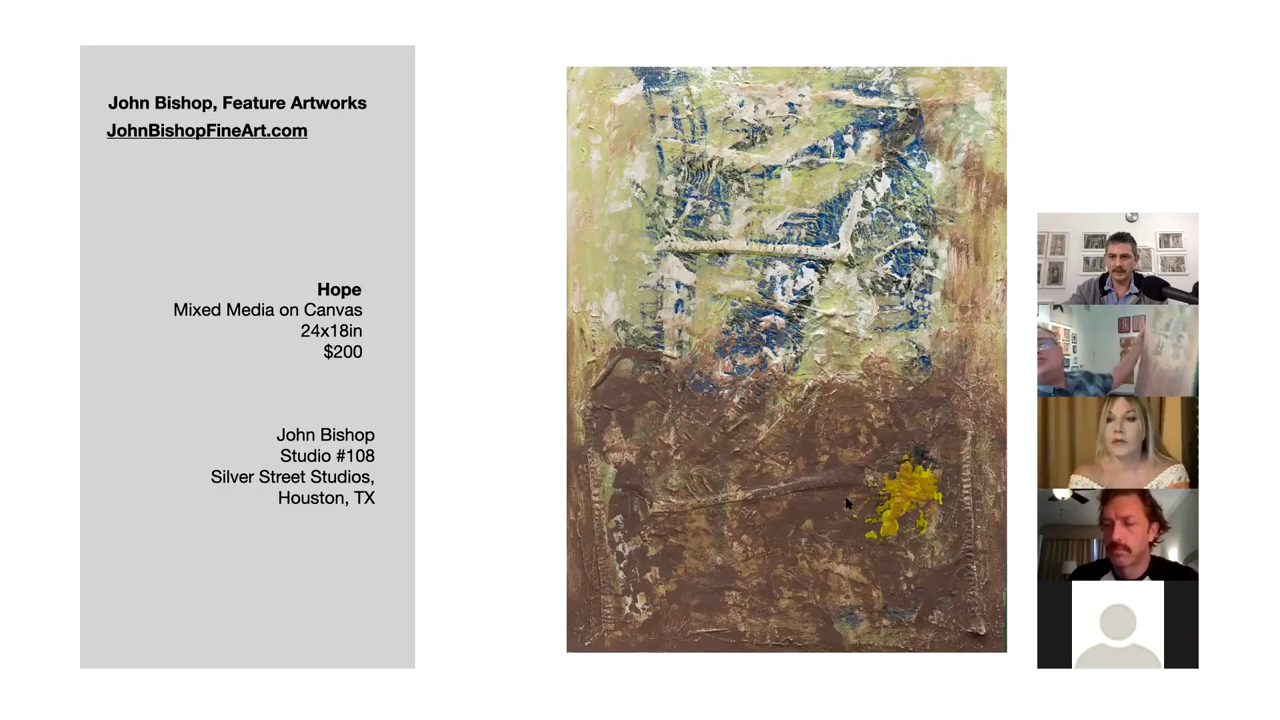 John Bishop, Feature Artworks
JohnBishopFineArt.com
Hope
Mixed Media on Canvas
24x18in
$200
John Bishop
Studio #108
Silver Street Studios,
Houston, TX